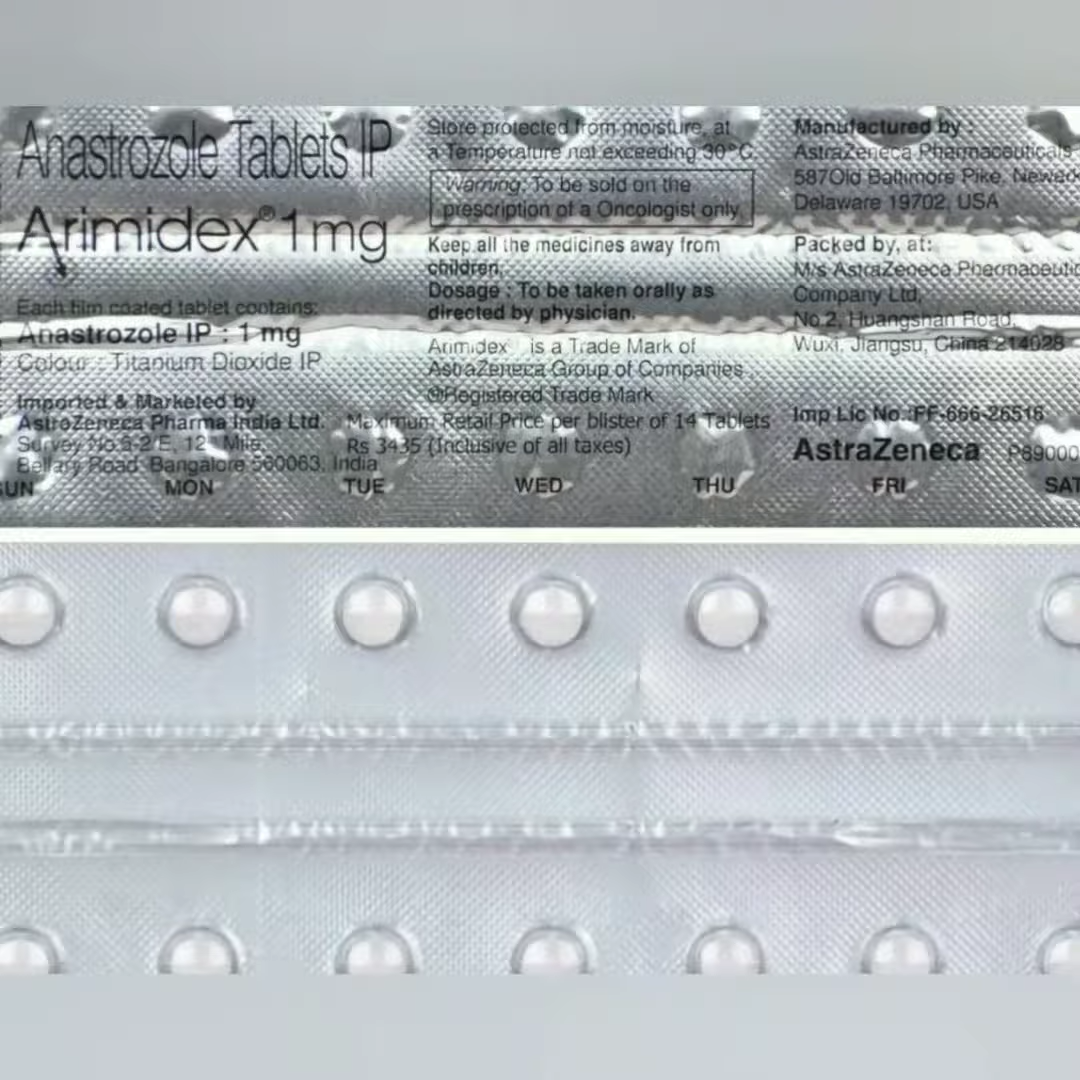 Anastrozole Tablets IP
Arimidex® 1mg
Each film coated tablet contains:
Anastrozole IP : 1 mg
Colour : Titanium Dioxide IP
Imported & Marketed by
AstraZeneca Pharma India Ltd.
Survey No.5-2/E, 12 Mile,
Bellary Road, Bangalore 560063, India
Store protected from moisture, at
a Temperature not exceeding 30°C.
Warning: To be sold on the
prescription of a Oncologist only
Keep all the medicines away from
children.
Dosage : To be taken orally as
directed by physician.
Arimidex is a Trade Mark of
AstraZeneca Group of Companies
®Registered Trade Mark
Maximum Retail Price per blister of 14 Tablets
Rs 3435 (Inclusive of all taxes)
Manufactured by :
AstraZeneca Pharmaceuticals
587Old Baltimore Pike, Newark
Delaware 19702, USA
Packed by, at:
M/s AstraZeneca Pharmaceutic
Company Ltd,
No.2, Huangshan Road,
Wuxi, Jiangsu, China 214028
Imp Lic No.:FF-666-26516
AstraZeneca P89000
SUN MON TUE WED THU FRI SAT